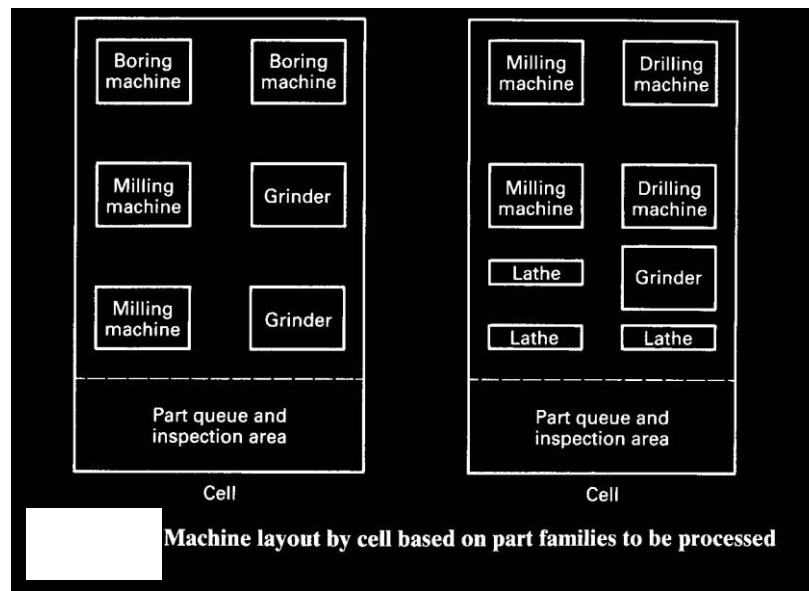 Boring
machine
Boring
machine
Milling
machine
Grinder
Milling
machine
Grinder
Part queue and
inspection area
Cell
Milling
machine
Drilling
machine
Milling
machine
Drilling
machine
Lathe
Grinder
Lathe
Lathe
Part queue and
inspection area
Cell
Machine layout by cell based on part families to be processed